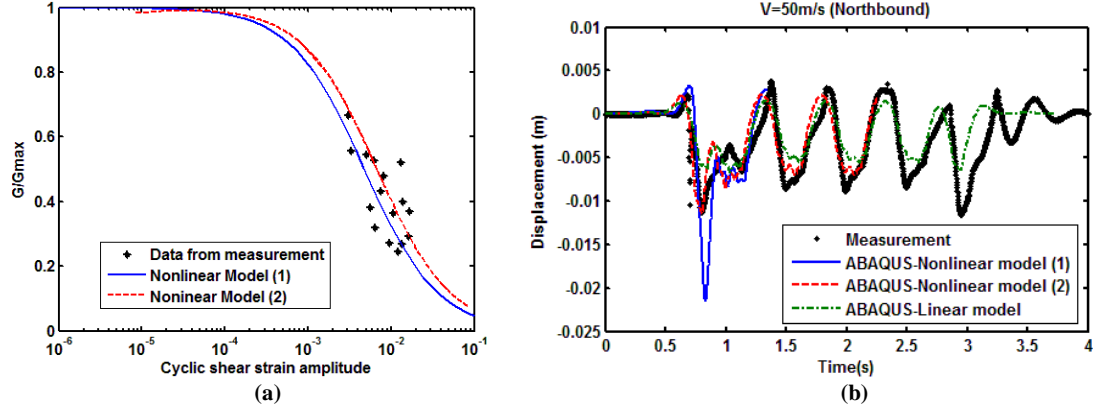 G/Gmax
1
0.8
0.6
0.4
0.2
0
Data from measurement
Nonlinear Model (1)
Noninear Model (2)
10-6
10-5
10-4
10-3
10-2
10-1
Cyclic shear strain amplitude
(a)
V=50m/s (Northbound)
Displacement (m)
0.01
0.005
0
-0.005
-0.01
-0.015
-0.02
-0.025
Measurement
ABAQUS-Nonlinear model (1)
ABAQUS-Nonlinear model (2)
ABAQUS-Linear model
0
0.5
1
1.5
2
2.5
3
3.5
4
Time(s)
(b)